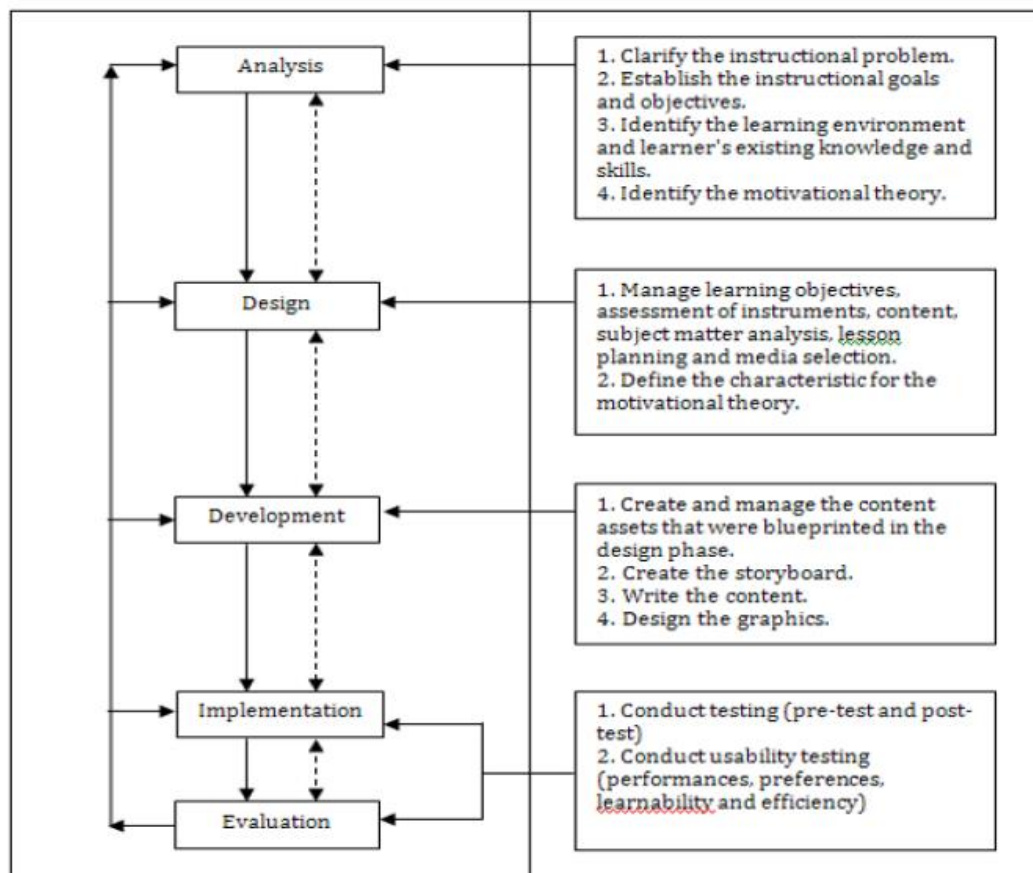 Analysis
1. Clarify the instructional problem.
2. Establish the instructional goals
and objectives.
3. Identify the learning environment
and learner's existing knowledge and
skills.
4. Identify the motivational theory.
Design
1. Manage learning objectives,
assessment of instruments, content,
subject matter analysis, lesson
planning and media selection.
2. Define the characteristic for the
motivational theory.
Development
1. Create and manage the content
assets that were blueprinted in the
design phase.
2. Create the storyboard.
3. Write the content.
4. Design the graphics.
Implementation
1. Conduct testing (pre-test and post-
test)
2. Conduct usability testing
(performances, preferences,
learnability and efficiency)
Evaluation